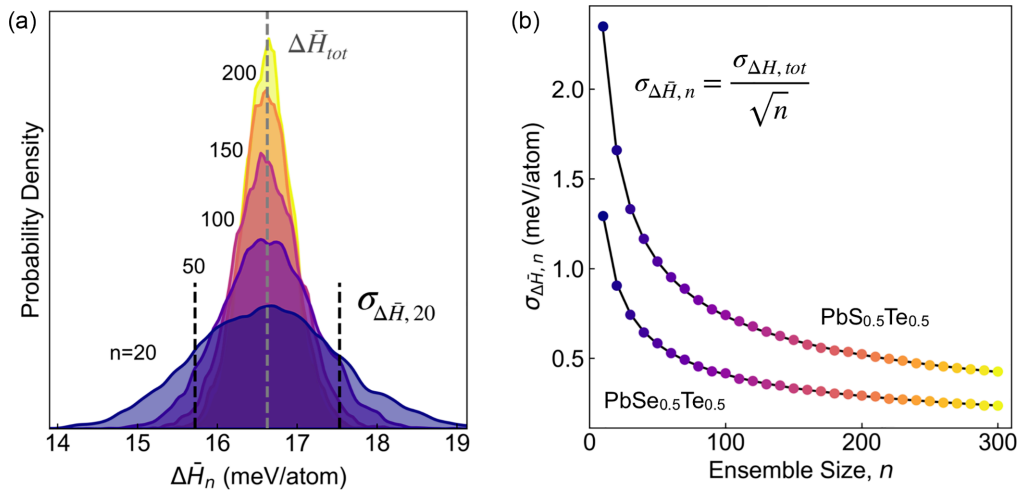 (a)
Probability Density
ΔH̄tot
200
150
100
50
n=20
σΔH̄, 20
14 15 16 17 18 19
ΔH̄n (meV/atom)
(b)
σΔH̄, n (meV/atom)
2.0
1.5
1.0
0.5
σΔH̄, n = σΔH, tot / √n
PbS0.5Te0.5
PbSe0.5Te0.5
0 100 200 300
Ensemble Size, n